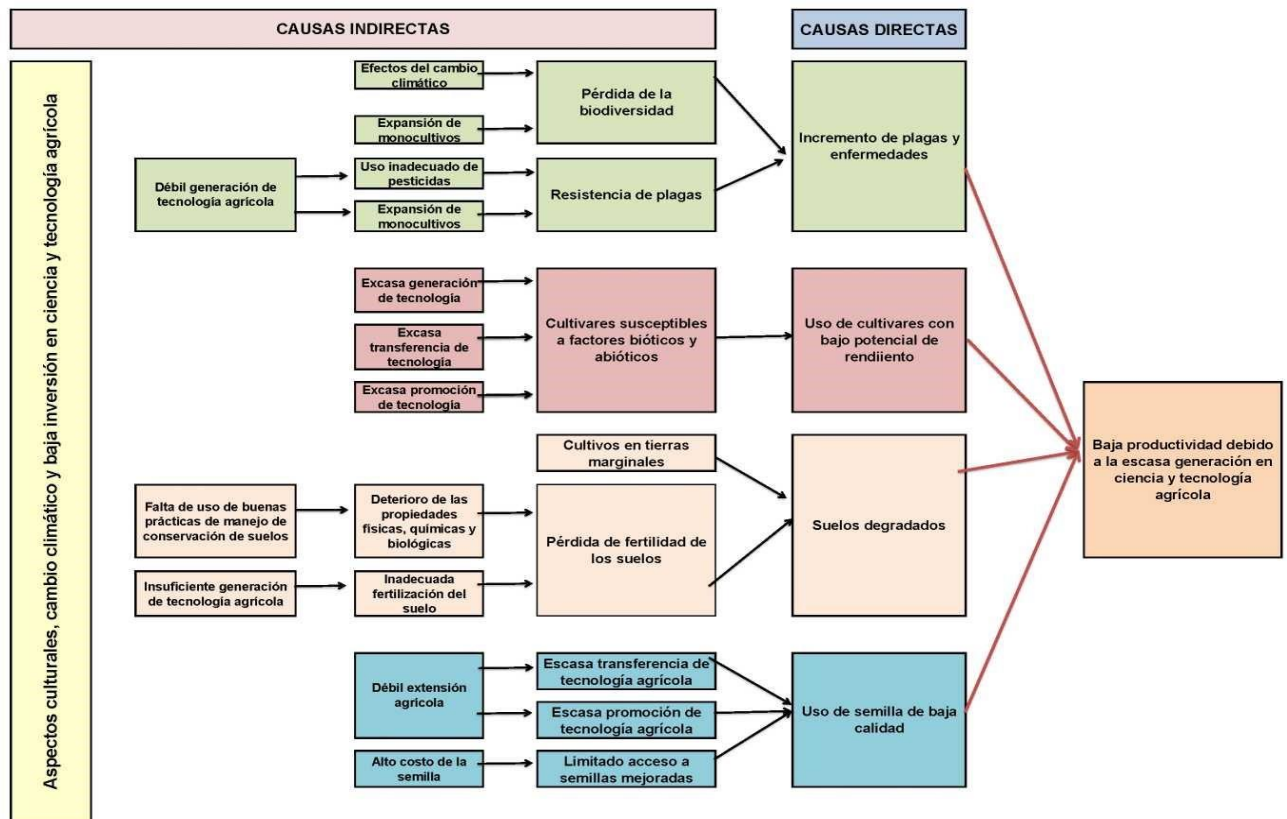 CAUSAS INDIRECTAS
CAUSAS DIRECTAS
Aspectos culturales, cambio climático y baja inversión en ciencia y tecnología agrícola
Efectos del cambio
climático
Expansión de
monocultivos
Pérdida de la
biodiversidad
Débil generación de
tecnología agrícola
Uso inadecuado de
pesticidas
Expansión de
monocultivos
Resistencia de plagas
Incremento de plagas y
enfermedades
Excasa generación
de tecnologia
Excasa
transferencia de
tecnologia
Excasa promoción
de tecnologia
Cultivares susceptibles
a factores bióticos y
abióticos
Uso de cultivares con
bajo potencial de
rendiiento
Cultivos en tierras
marginales
Falta de uso de buenas
prácticas de manejo de
conservación de suelos
Deterioro de las
propiedades
físicas, químicas y
biológicas
Insuficiente generación
de tecnología agrícola
Inadecuada
fertilización del
suelo
Pérdida de fertilidad de
los suelos
Suelos degradados
Débil extensión
agrícola
Escasa transferencia de
tecnología agrícola
Escasa promoción de
tecnología agrícola
Alto costo de la
semilla
Limitado acceso a
semillas mejoradas
Uso de semilla de baja
calidad
Baja productividad debido
a la escasa generación en
ciencia y tecnología
agrícola